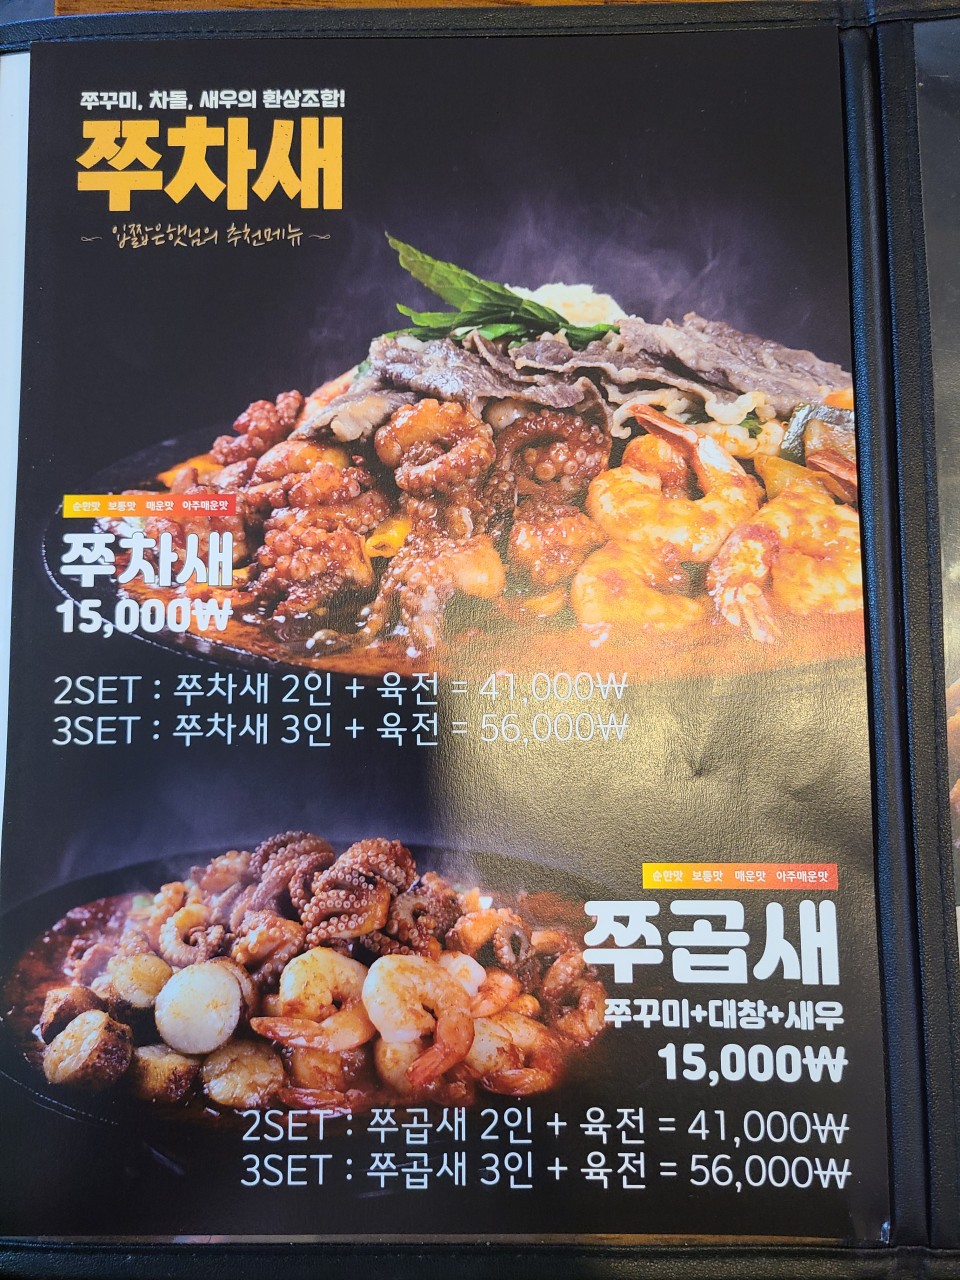 쭈꾸미, 차돌, 새우의 환상조합!
쭈차새
입짧은햇님의 추천메뉴
순한맛 보통맛 매운맛 아주매운맛
쭈차새
15,000₩
2SET : 쭈차새 2인 + 육전 = 41,000₩
3SET : 쭈차새 3인 + 육전 = 56,000₩
순한맛 보통맛 매운맛 아주매운맛
쭈곱새
쭈꾸미+대창+새우
15,000₩
2SET : 쭈곱새 2인 + 육전 = 41,000₩
3SET : 쭈곱새 3인 + 육전 = 56,000₩